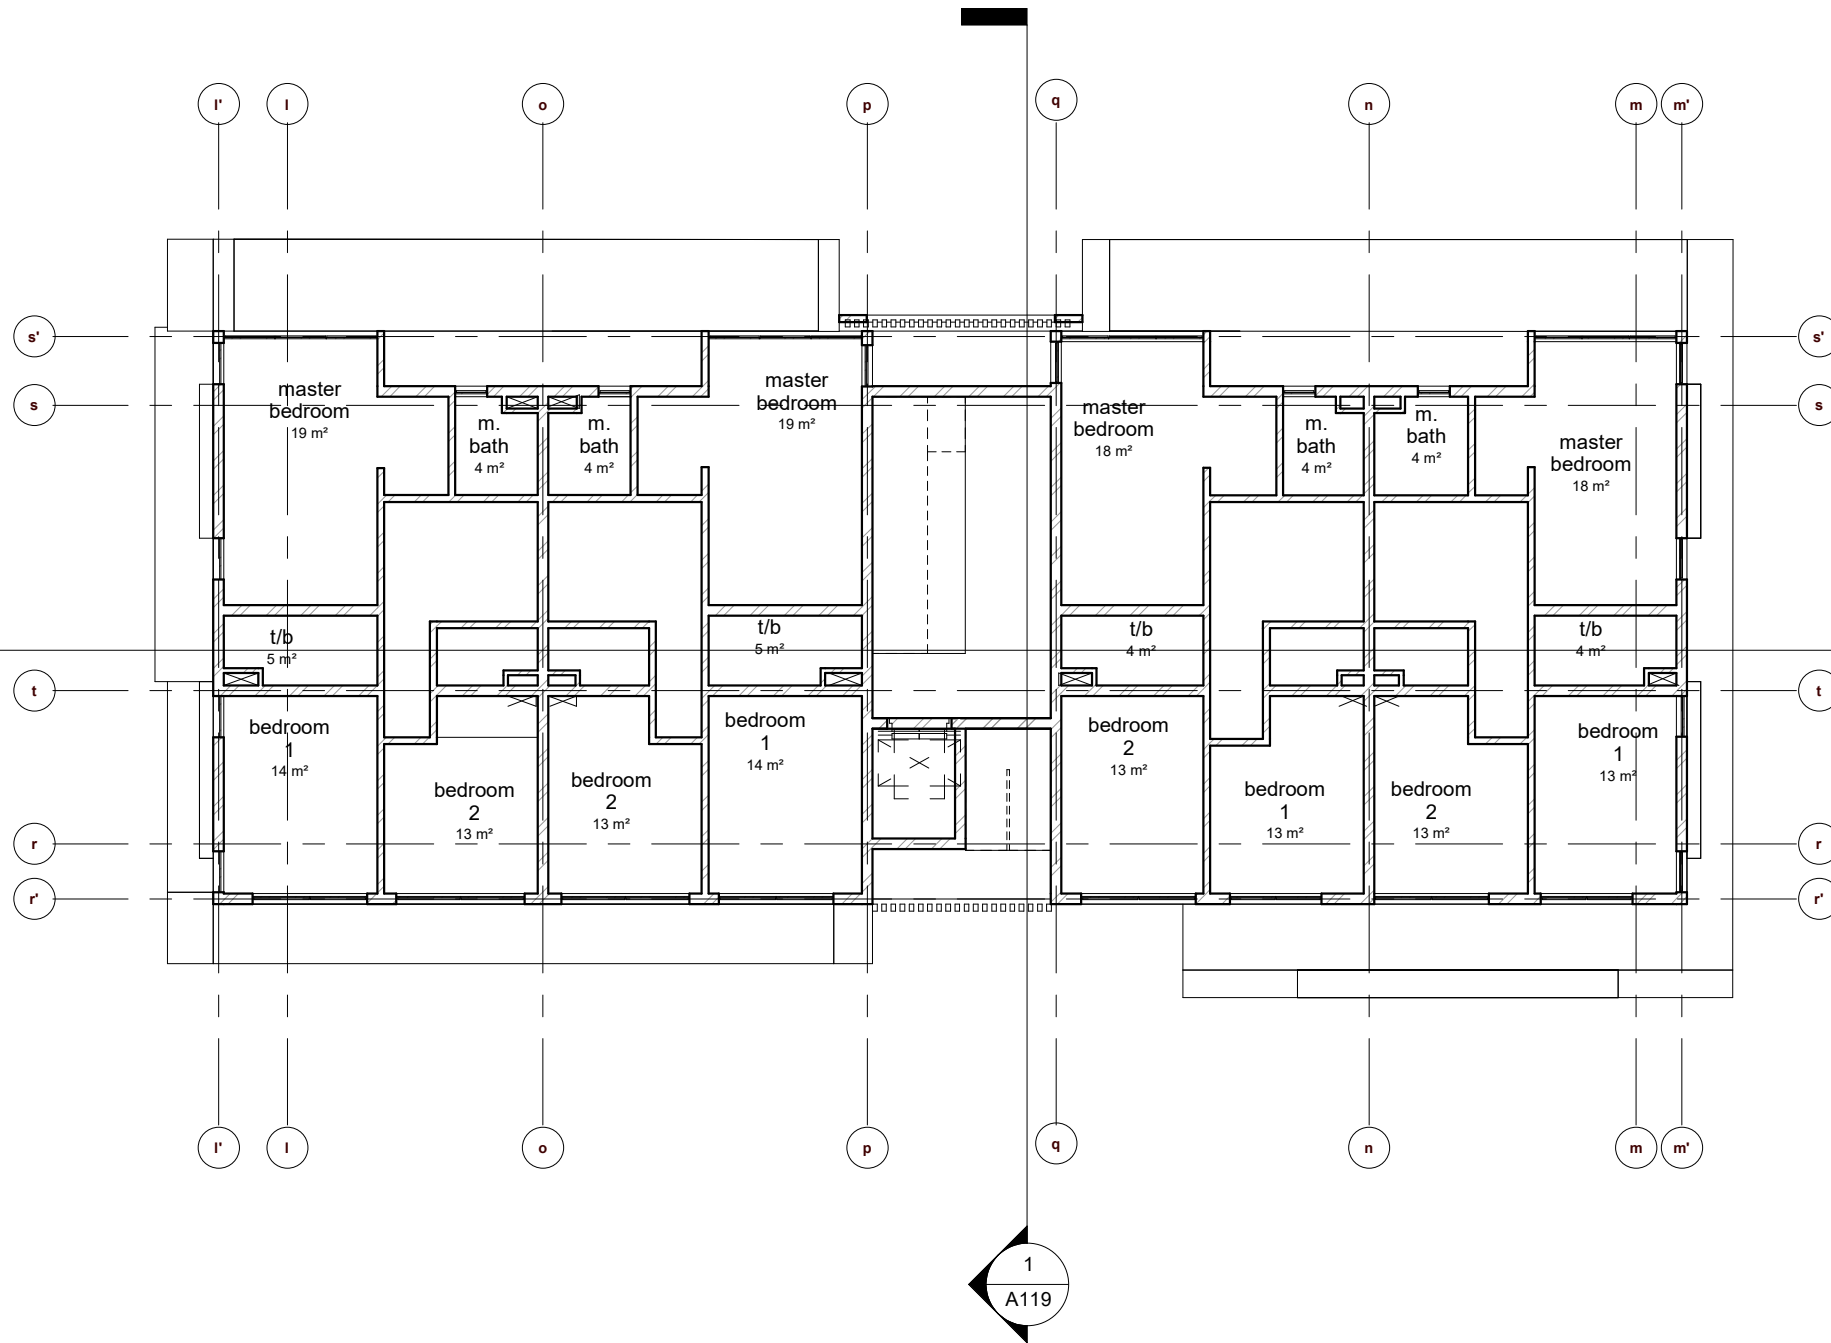 l'
l
o
p
q
n
m
m'
s'
s'
s
s
master
bedroom
19 m²
m.
bath
4 m²
m.
bath
4 m²
master
bedroom
19 m²
master
bedroom
18 m²
m.
bath
4 m²
m.
bath
4 m²
master
bedroom
18 m²
t/b
5 m²
t/b
5 m²
t/b
4 m²
t/b
4 m²
t
t
bedroom
1
14 m²
bedroom
2
13 m²
bedroom
2
13 m²
bedroom
1
14 m²
bedroom
2
13 m²
bedroom
1
13 m²
bedroom
2
13 m²
bedroom
1
13 m²
r
r
r'
r'
l'
l
o
p
q
n
m
m'
1
A119